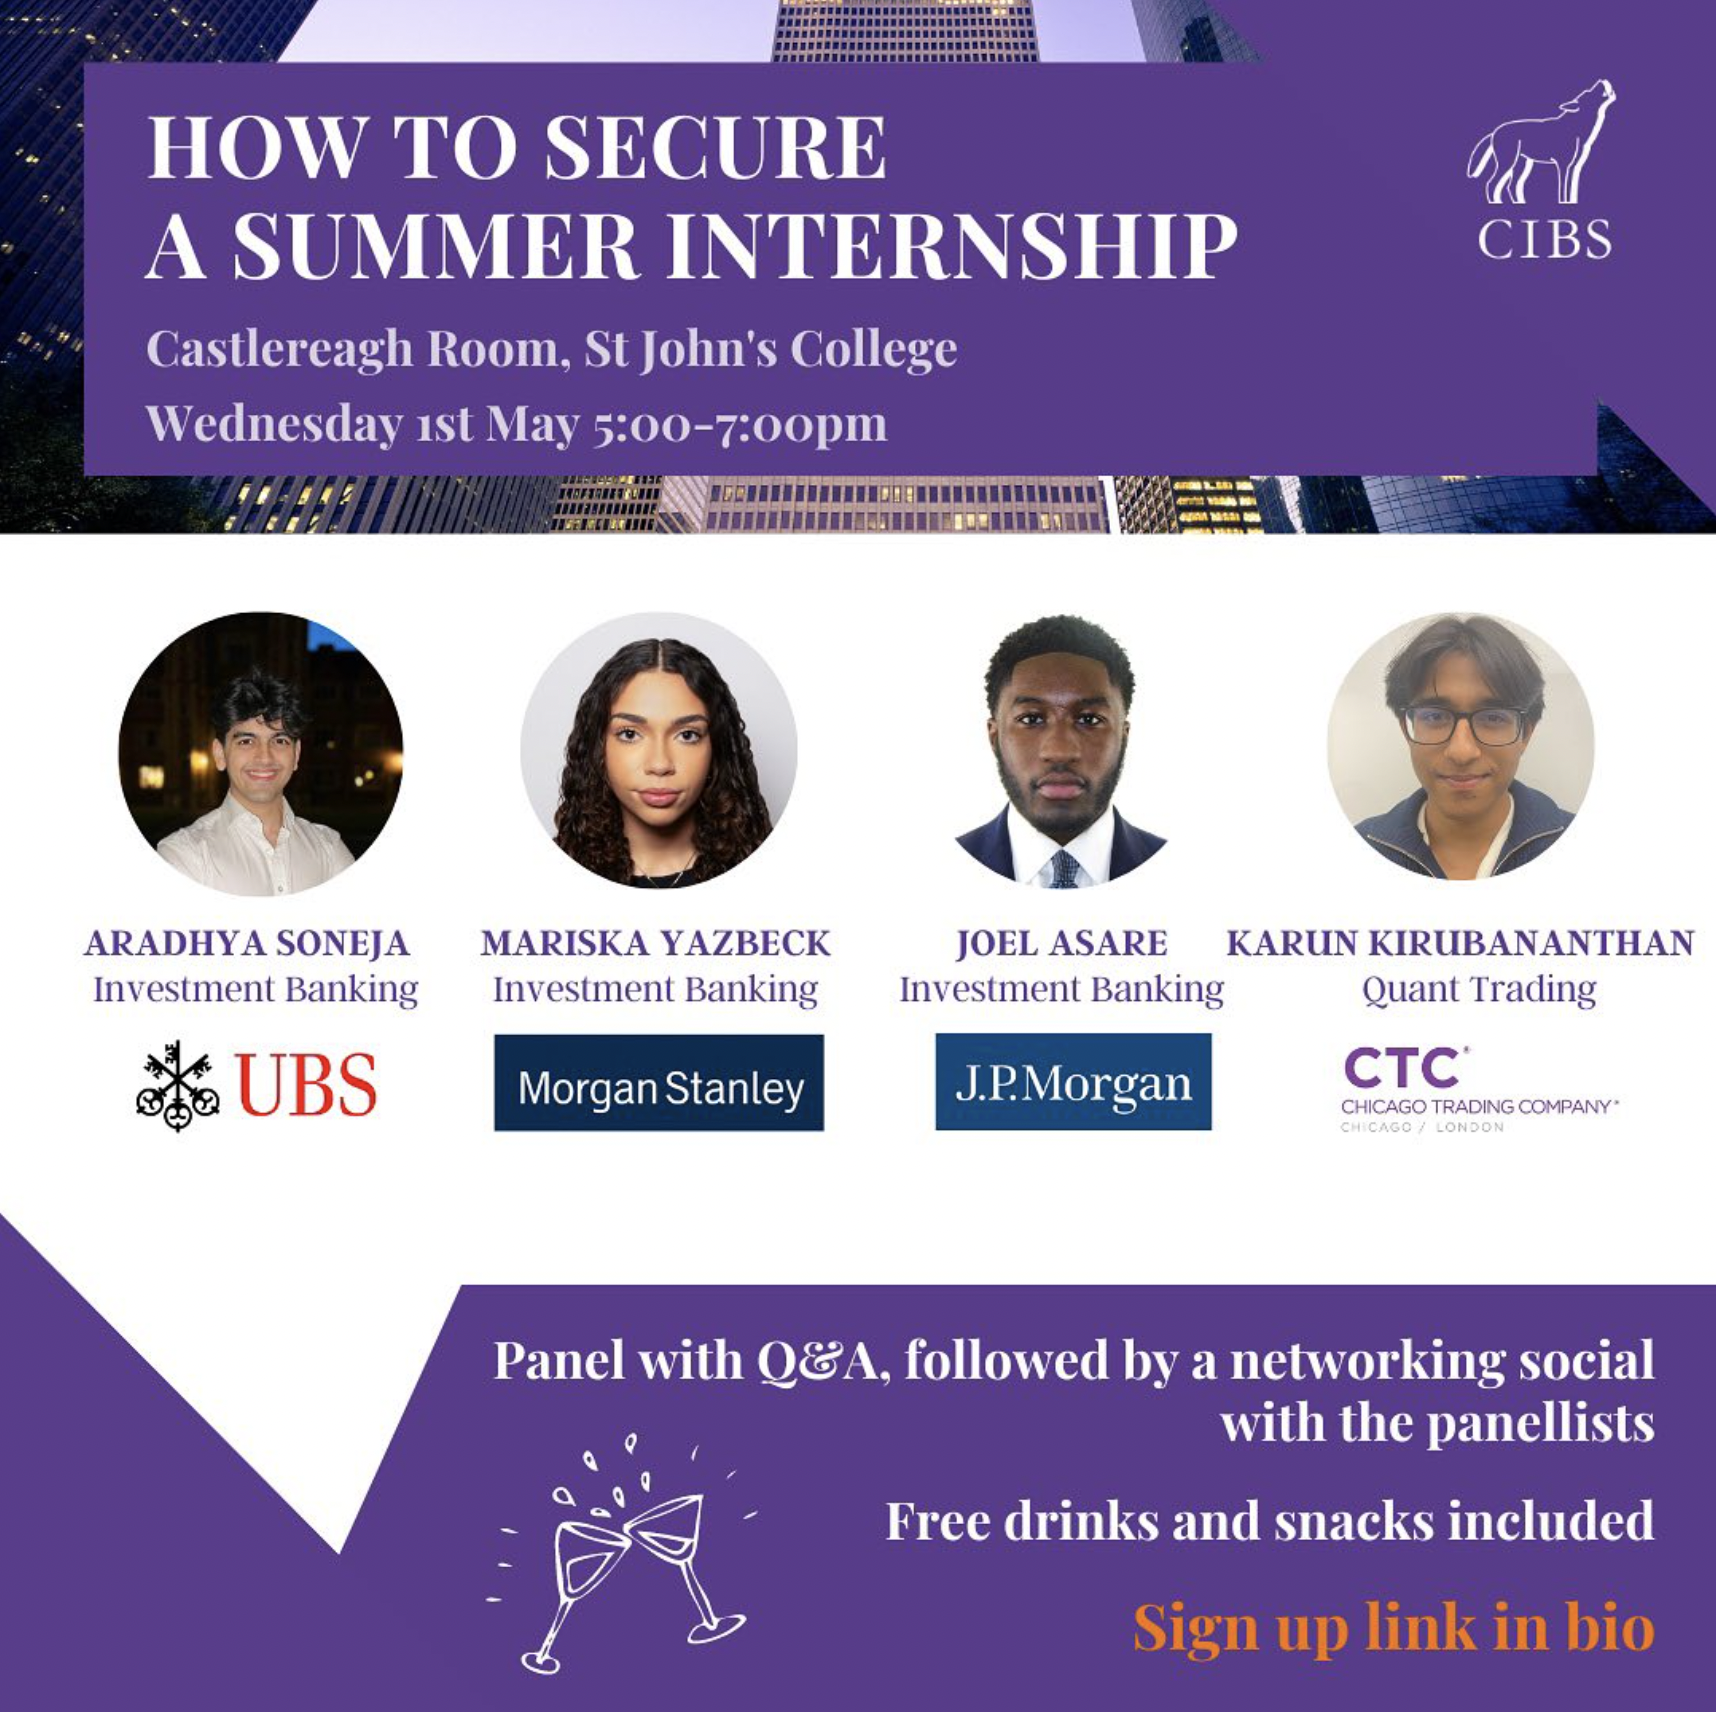 HOW TO SECURE
A SUMMER INTERNSHIP
CIBS
Castlereagh Room, St John's College
Wednesday 1st May 5:00-7:00pm
ARADHYA SONEJA
Investment Banking
UBS
MARISKA YAZBECK
Investment Banking
Morgan Stanley
JOEL ASARE
Investment Banking
J.P.Morgan
KARUN KIRUBANANTHAN
Quant Trading
CTC®
CHICAGO TRADING COMPANY®
CHICAGO / LONDON
Panel with Q&A, followed by a networking social
with the panellists
Free drinks and snacks included
Sign up link in bio